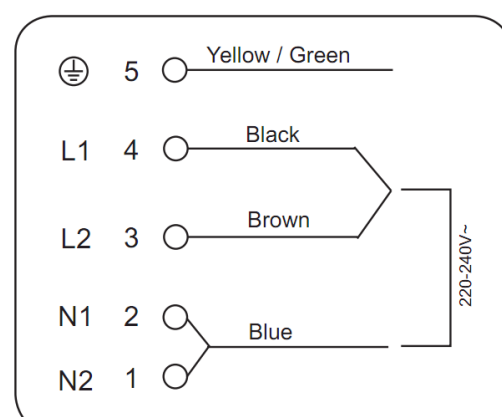 5 Yellow / Green
L1 4 Black
L2 3 Brown
220-240V~
N1 2
Blue
N2 1